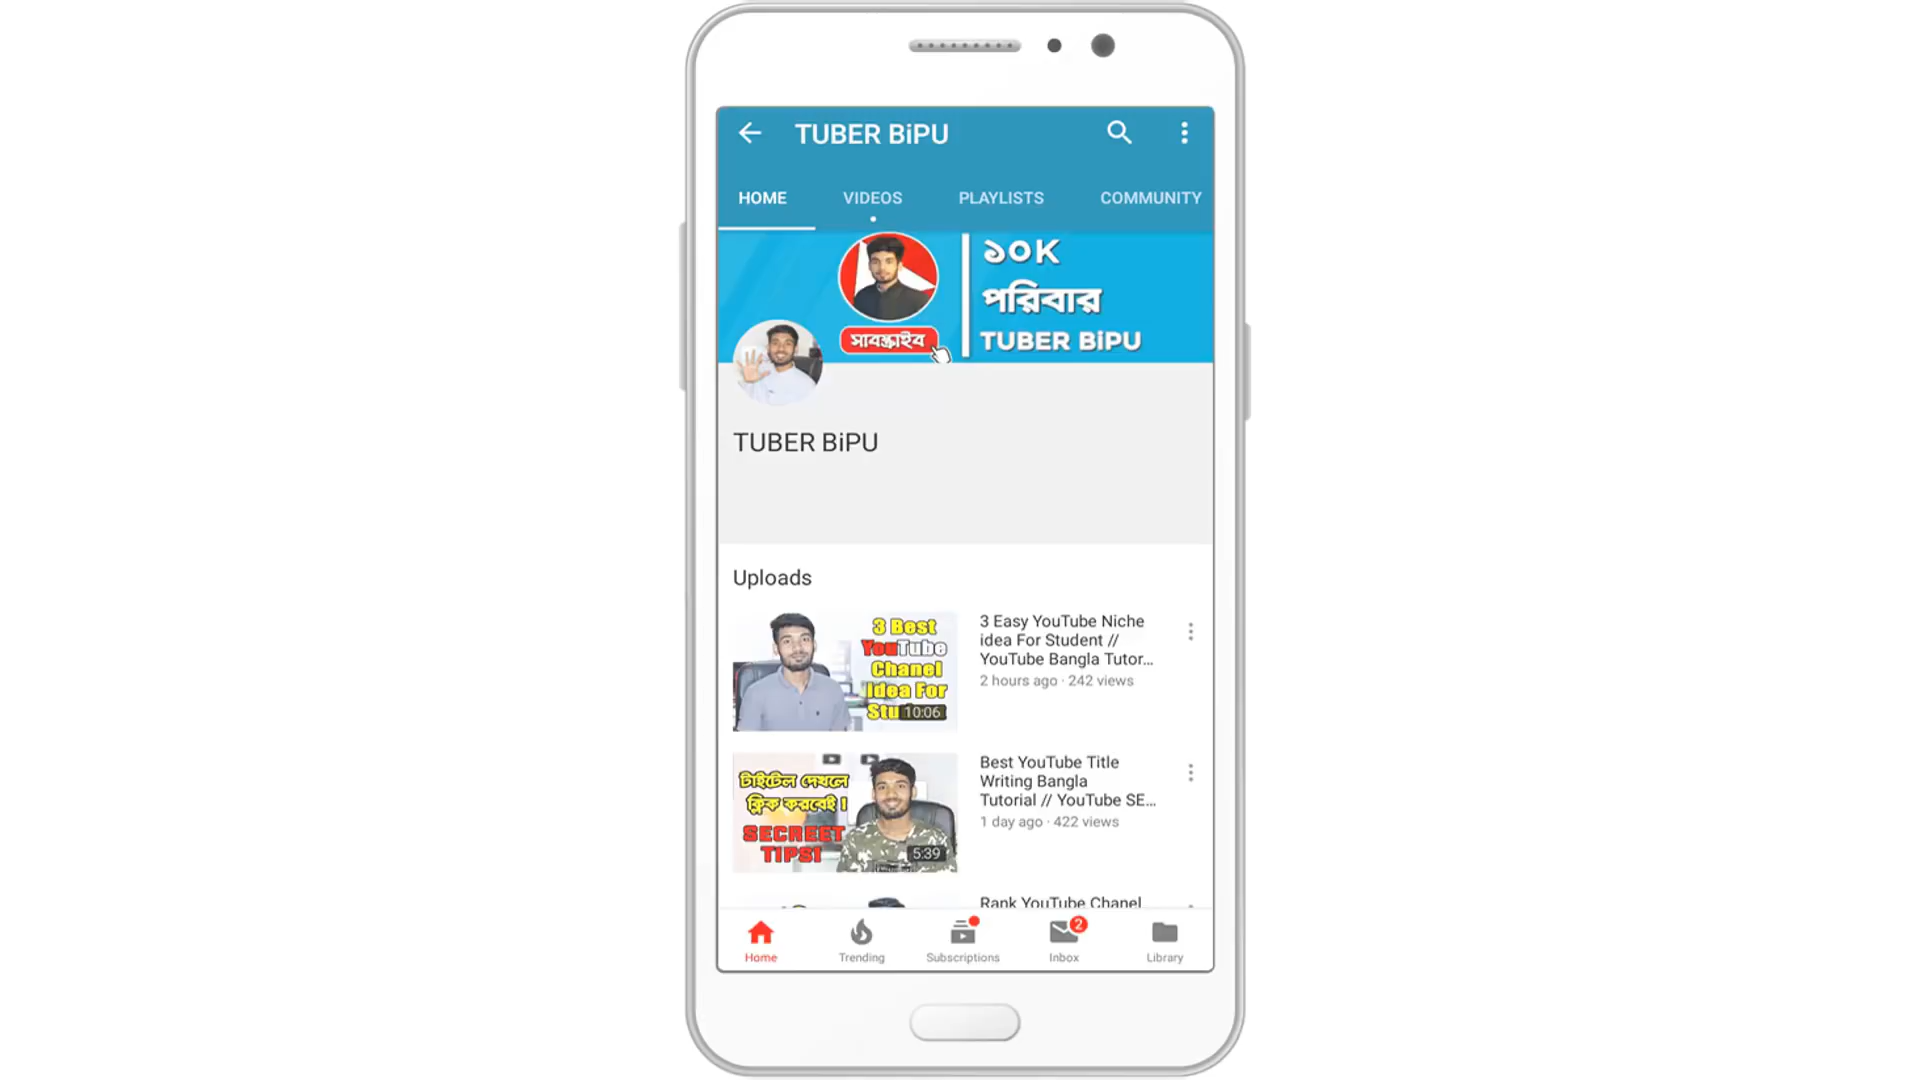 TUBER BiPU
HOME VIDEOS PLAYLISTS COMMUNITY
১০K
পরিবার
TUBER BiPU
সাবস্ক্রাইব
TUBER BiPU
Uploads
3 Best
YouTube
Chanel
Idea For
Stu
10:06
3 Easy YouTube Niche
idea For Student //
YouTube Bangla Tutor...
2 hours ago · 242 views
টাইটেল দেখলে
ক্লিক করবেই !
SECREET
TIPS!
5:39
Best YouTube Title
Writing Bangla
Tutorial // YouTube SE...
1 day ago · 422 views
Rank YouTube Chanel
2
Home Trending Subscriptions Inbox Library